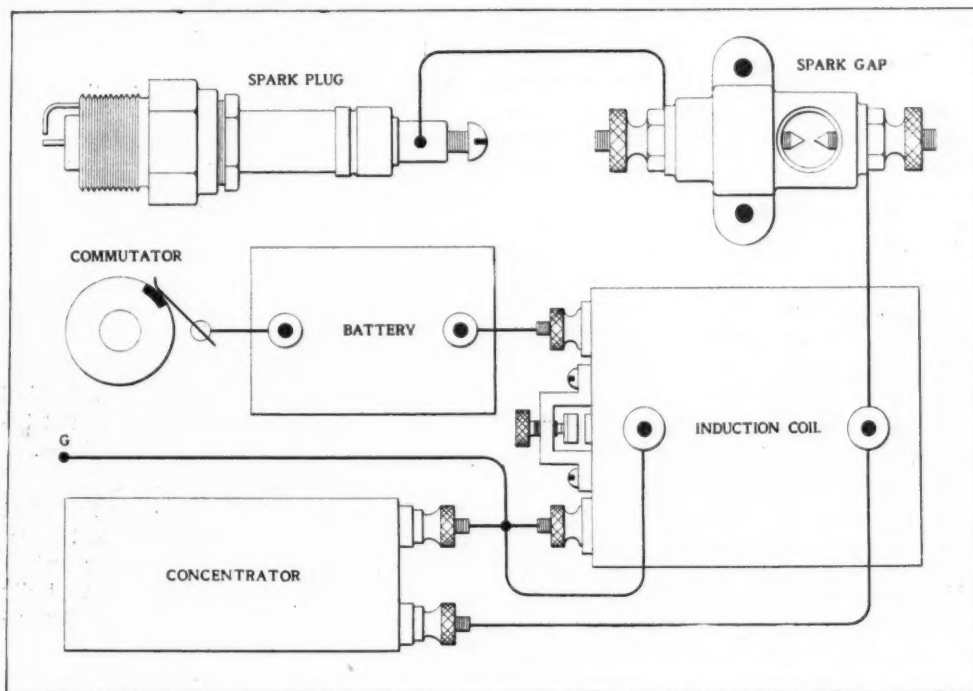 SPARK PLUG
SPARK GAP
COMMUTATOR
BATTERY
INDUCTION COIL
G
CONCENTRATOR